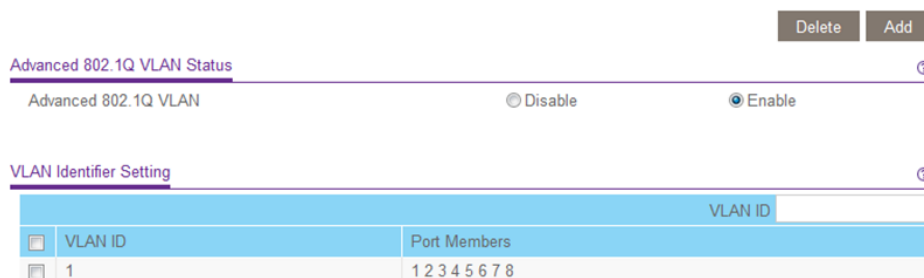 Delete Add
Advanced 802.1Q VLAN Status
Advanced 802.1Q VLAN Disable Enable
VLAN Identifier Setting
VLAN ID
VLAN ID Port Members
1 1 2 3 4 5 6 7 8